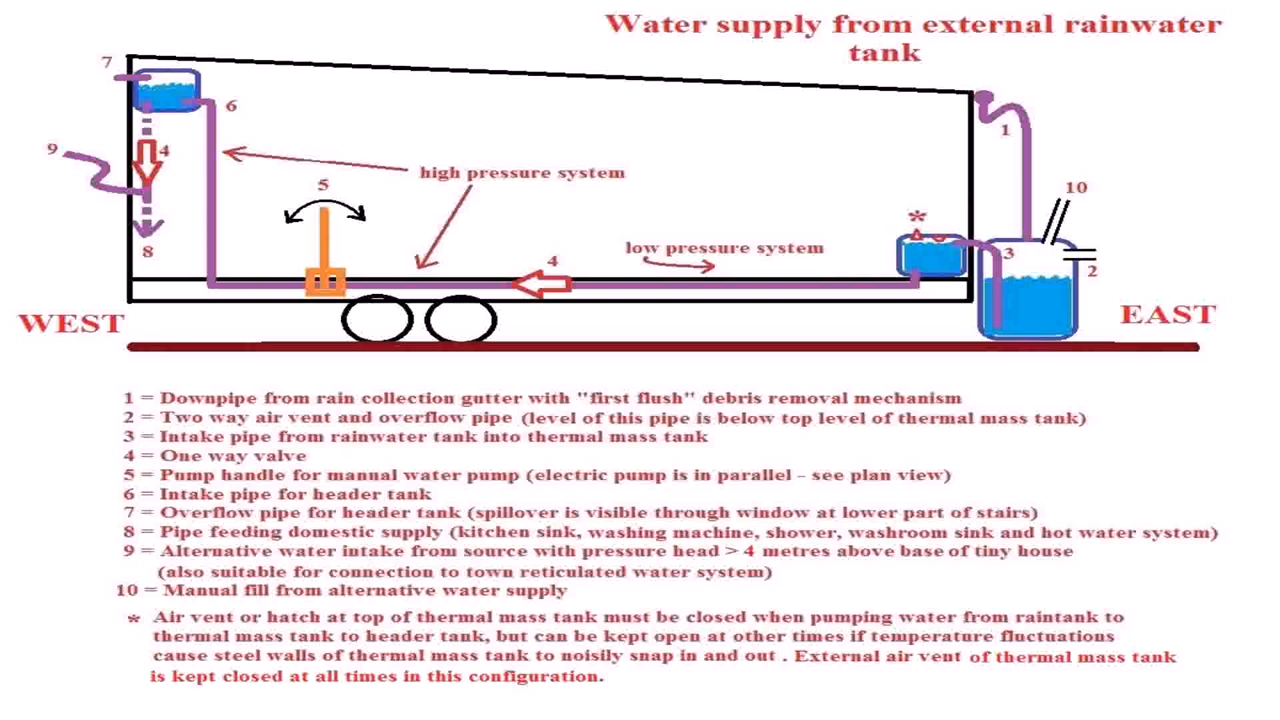 Water supply from external rainwater
tank
7
6
1
9
4
5
high pressure system
10
*
8
4
low pressure system
3
2
WEST
EAST
1 = Downpipe from rain collection gutter with "first flush" debris removal mechanism
2 = Two way air vent and overflow pipe (level of this pipe is below top level of thermal mass tank)
3 = Intake pipe from rainwater tank into thermal mass tank
4 = One way valve
5 = Pump handle for manual water pump (electric pump is in parallel - see plan view)
6 = Intake pipe for header tank
7 = Overflow pipe for header tank (spillover is visible through window at lower part of stairs)
8 = Pipe feeding domestic supply (kitchen sink, washing machine, shower, washroom sink and hot water system)
9 = Alternative water intake from source with pressure head > 4 metres above base of tiny house
(also suitable for connection to town reticulated water system)
10 = Manual fill from alternative water supply
* Air vent or hatch at top of thermal mass tank must be closed when pumping water from raintank to
thermal mass tank to header tank, but can be kept open at other times if temperature fluctuations
cause steel walls of thermal mass tank to noisily snap in and out . External air vent of thermal mass tank
is kept closed at all times in this configuration.